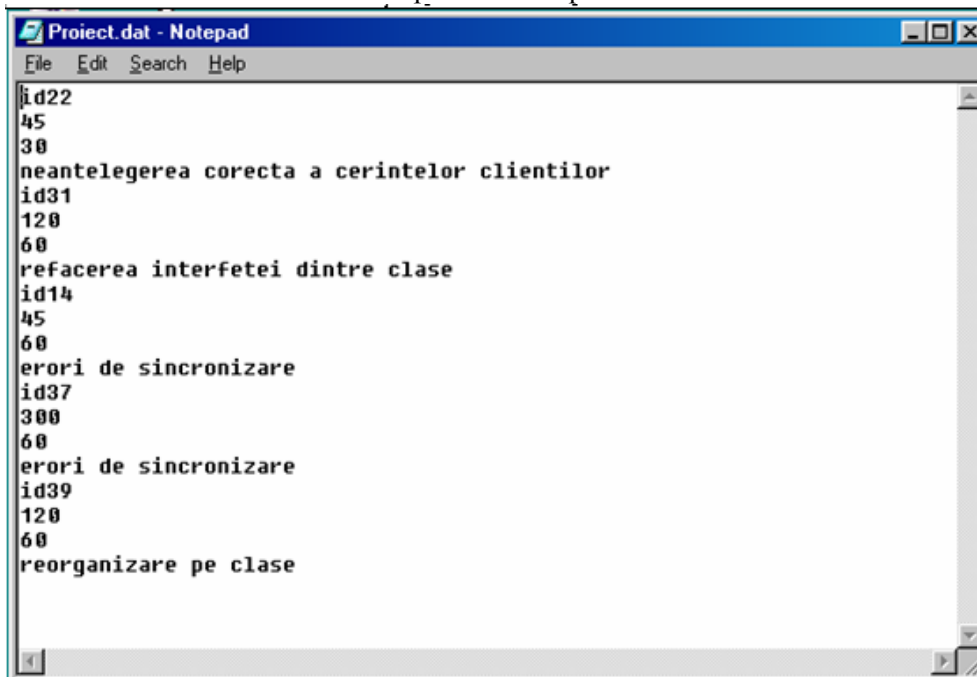 Proiect.dat - Notepad
File Edit Search Help
id22
45
30
neantelegerea corecta a cerintelor clientilor
id31
120
60
refacerea interfetei dintre clase
id14
45
60
erori de sincronizare
id37
300
60
erori de sincronizare
id39
120
60
reorganizare pe clase